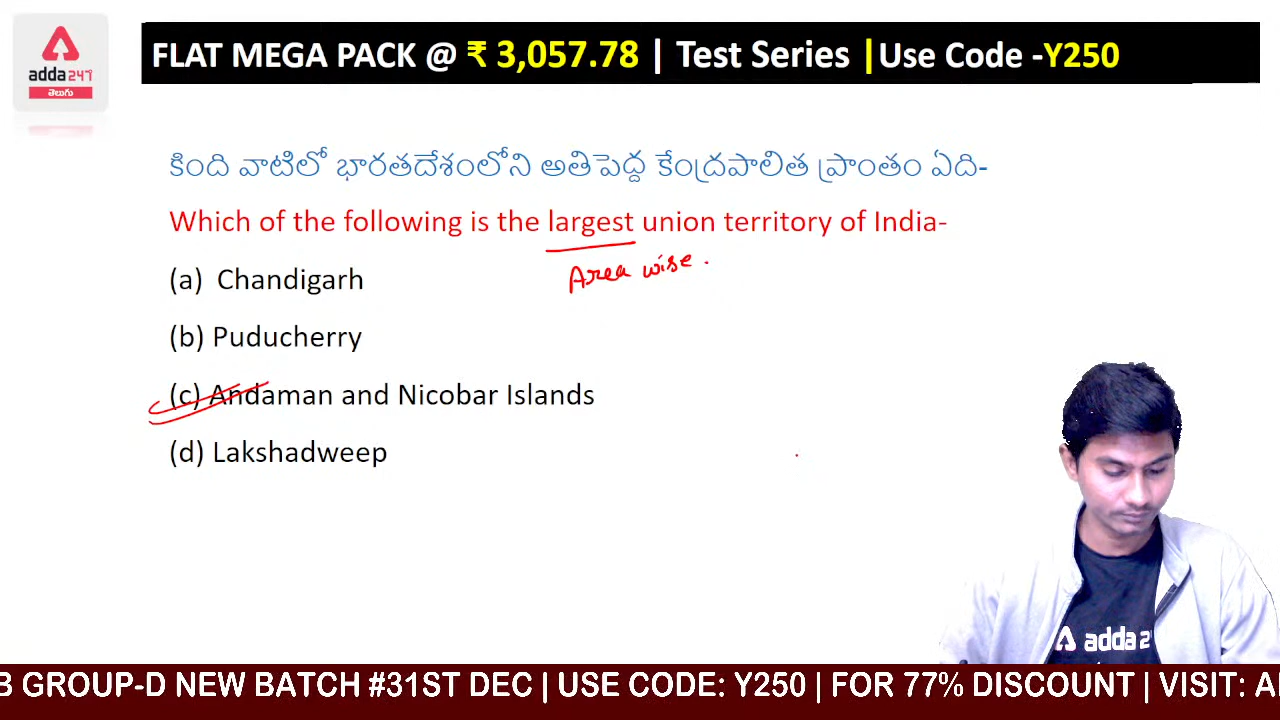 FLAT MEGA PACK @ ₹ 3,057.78 | Test Series |Use Code -Y250
adda247
తెలుగు
కింది వాటిలో భారతదేశంలోని అతిపెద్ద కేంద్రపాలిత ప్రాంతం ఏది-
Which of the following is the largest union territory of India-
Area wise.
(a) Chandigarh
(b) Puducherry
(c) Andaman and Nicobar Islands
(d) Lakshadweep
adda 2
B GROUP-D NEW BATCH #31ST DEC | USE CODE: Y250 | FOR 77% DISCOUNT | VISIT: A